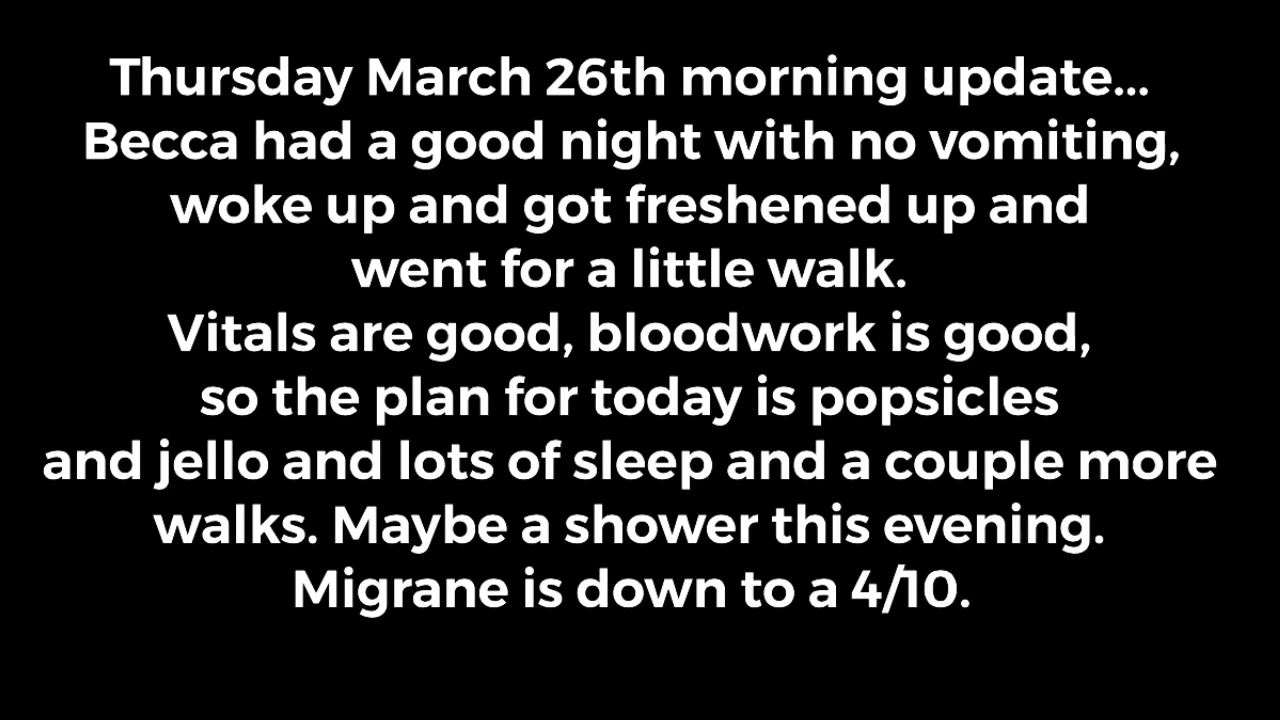 Thursday March 26th morning update...
Becca had a good night with no vomiting,
woke up and got freshened up and
went for a little walk.
Vitals are good, bloodwork is good,
so the plan for today is popsicles
and jello and lots of sleep and a couple more
walks. Maybe a shower this evening.
Migrane is down to a 4/10.